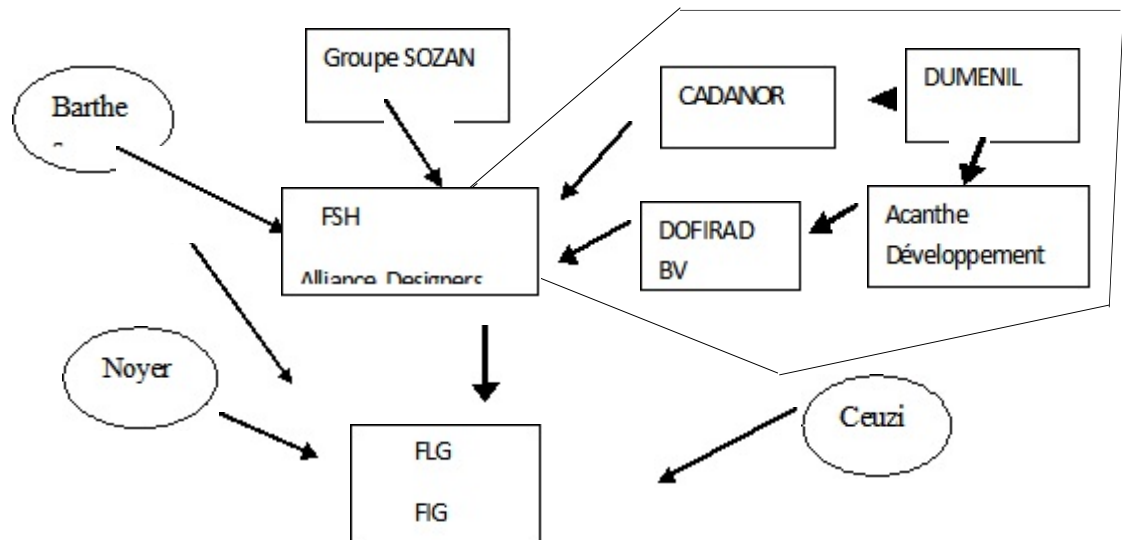 Groupe SOZAN
Barthe
CADANOR
DUMENIL
FSH
Alliance Designers
DOFIRAD
BV
Acanthe
Développement
Noyer
Ceuzi
FLG
FIG